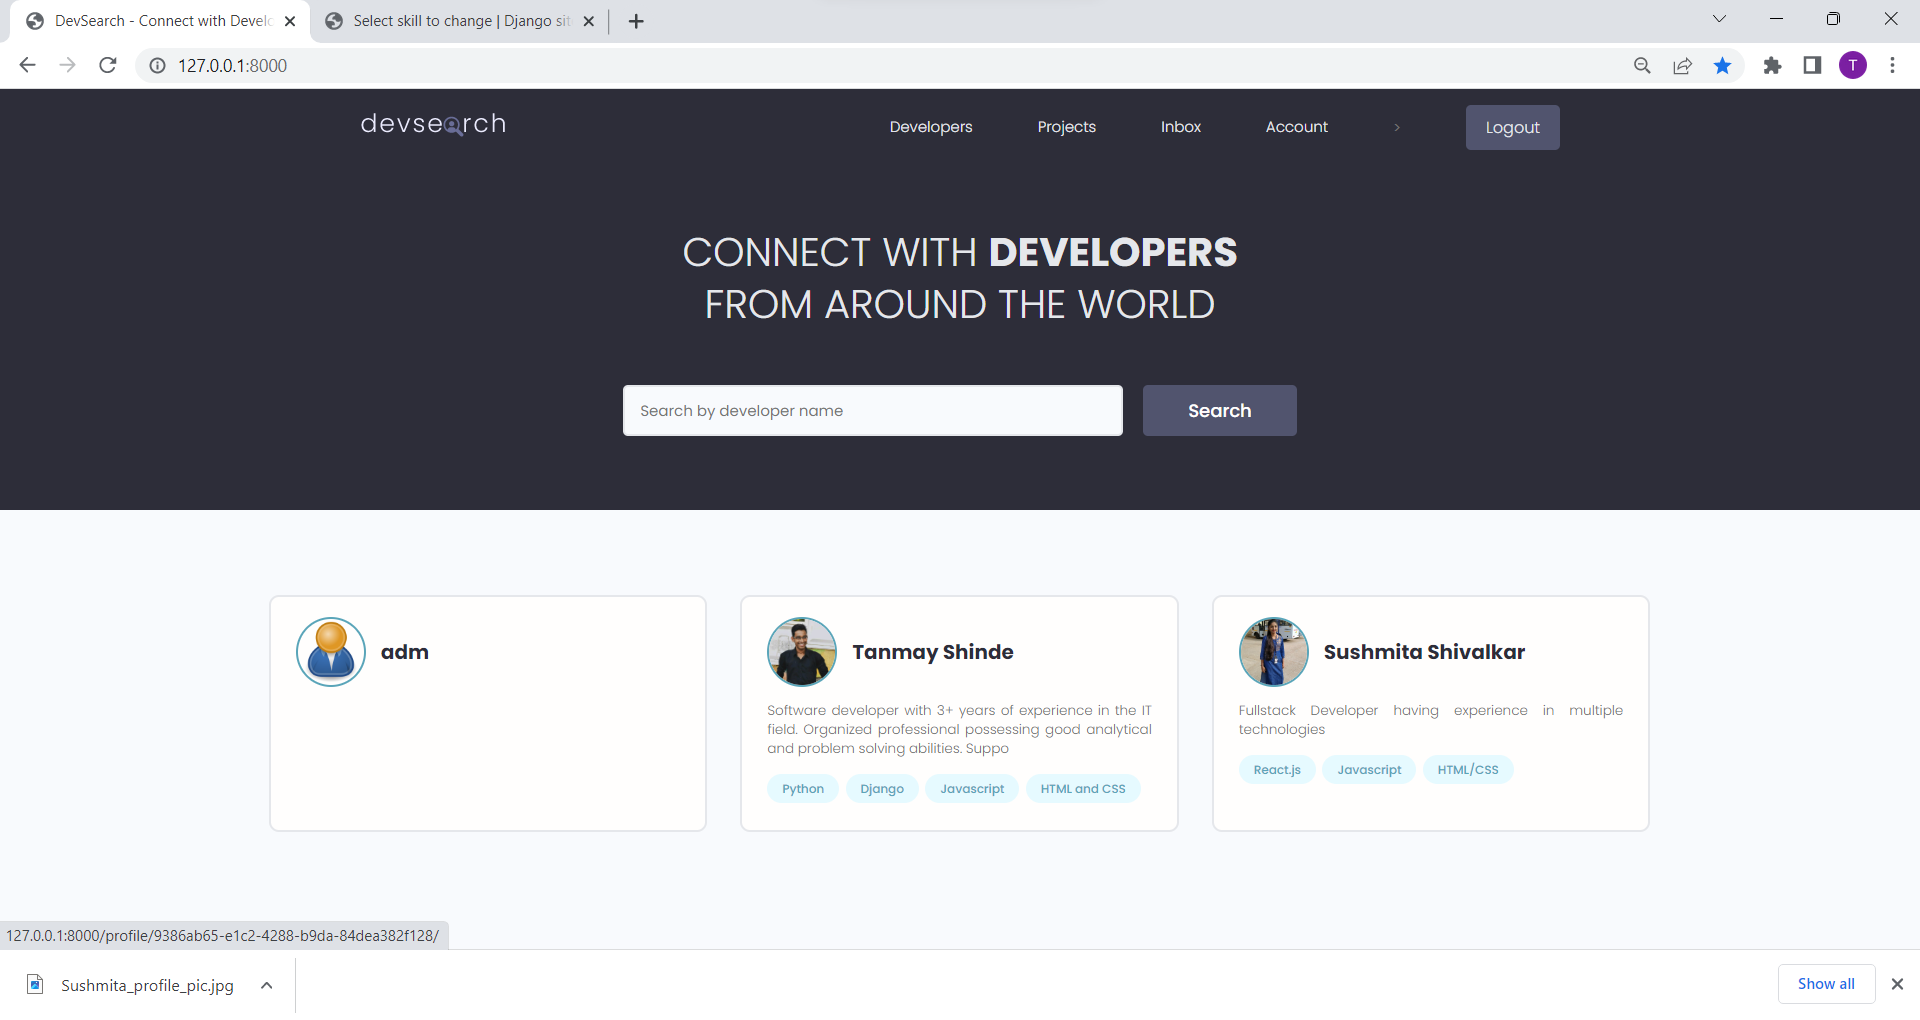 DevSearch - Connect with Develo
Select skill to change | Django sit
127.0.0.1:8000
T
devsearch
Developers
Projects
Inbox
Account
>
Logout
CONNECT WITH DEVELOPERS
FROM AROUND THE WORLD
Search by developer name
Search
adm
Tanmay Shinde
Software developer with 3+ years of experience in the IT
field. Organized professional possessing good analytical
and problem solving abilities. Suppo
Python
Django
Javascript
HTML and CSS
Sushmita Shivalkar
Fullstack Developer having experience in multiple
technologies
React.js
Javascript
HTML/CSS
127.0.0.1:8000/profile/9386ab65-e1c2-4288-b9da-84dea382f128/
Sushmita_profile_pic.jpg
Show all